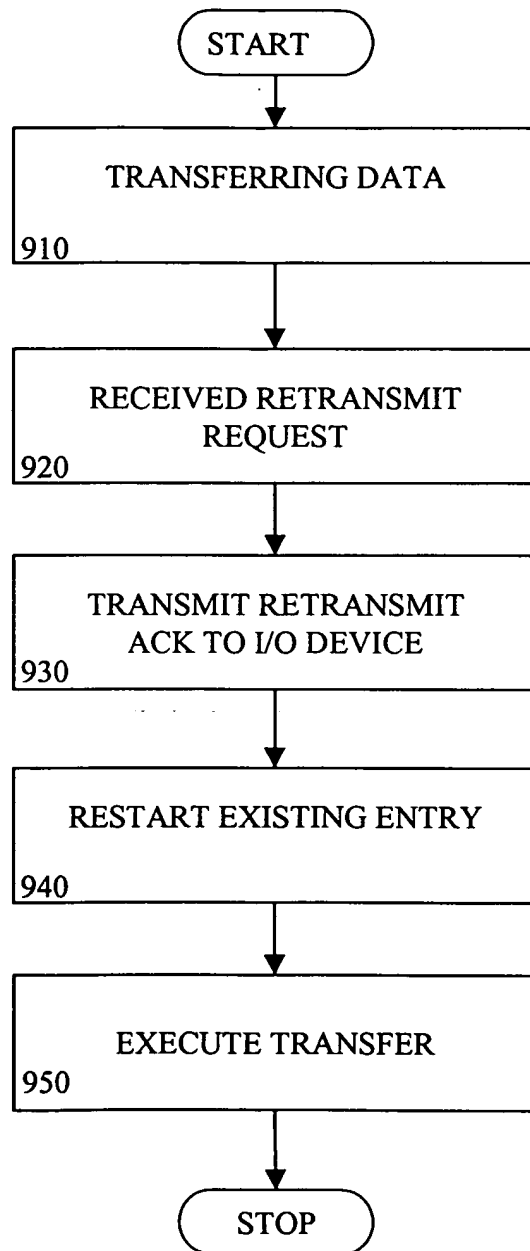 START
TRANSFERRING DATA
910
RECEIVED RETRANSMIT
REQUEST
920
TRANSMIT RETRANSMIT
ACK TO I/O DEVICE
930
RESTART EXISTING ENTRY
940
EXECUTE TRANSFER
950
STOP